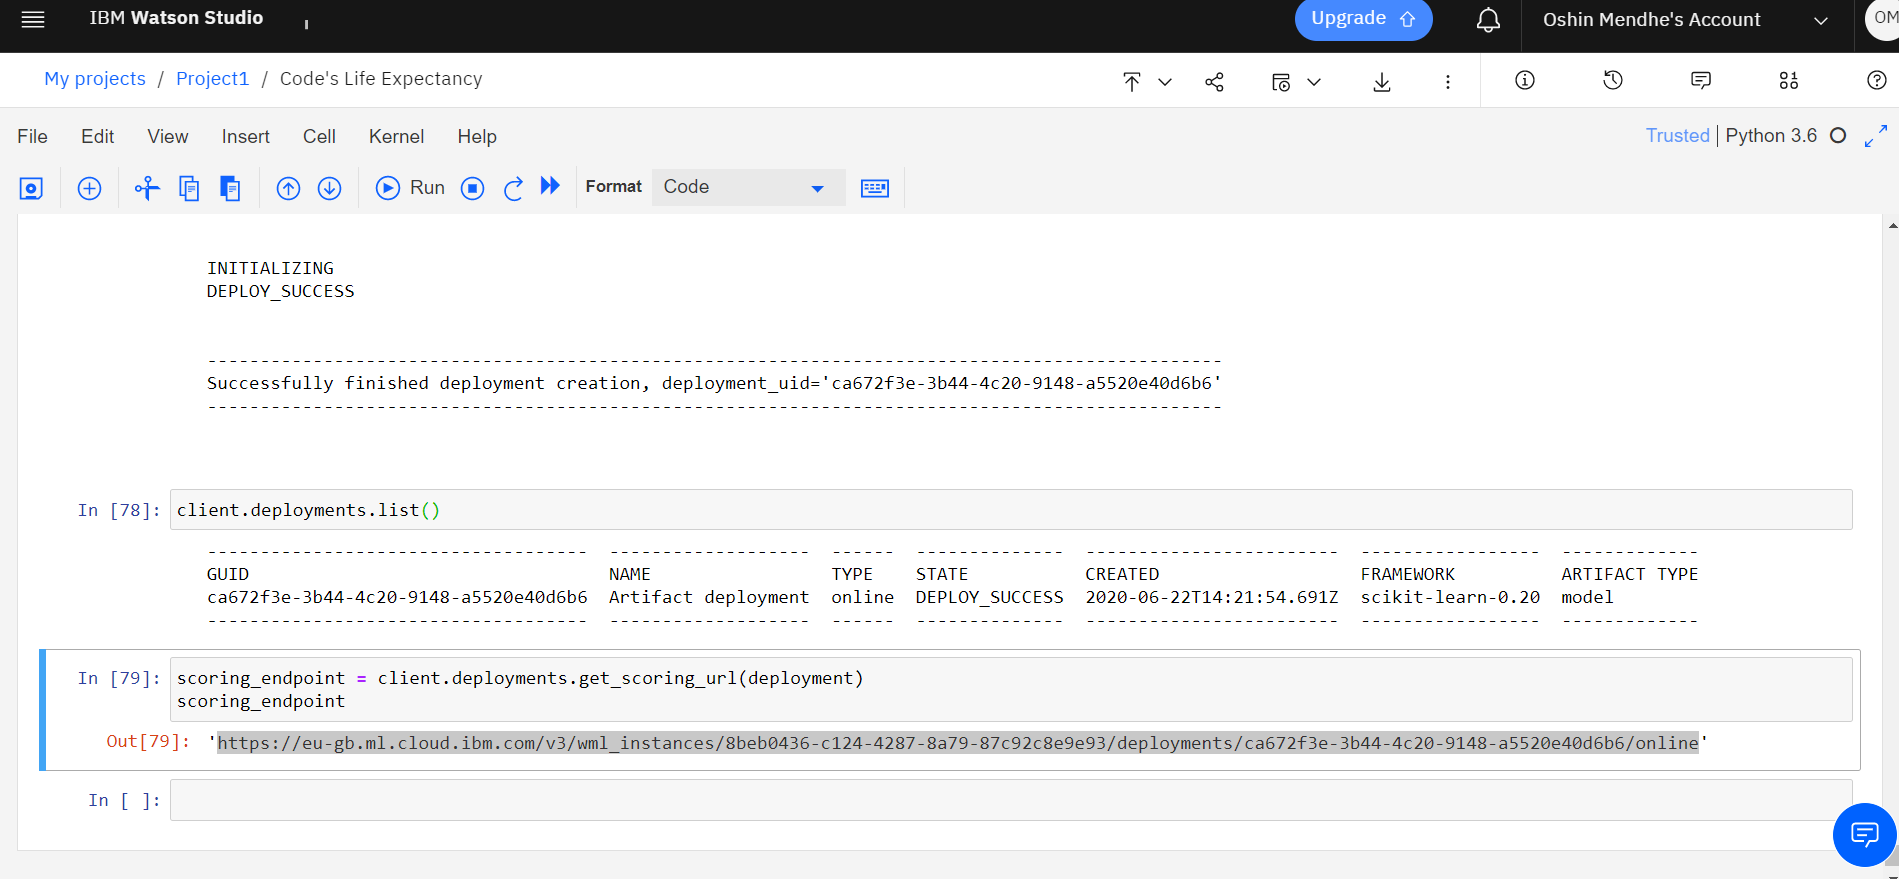 IBM Watson Studio
Upgrade
Oshin Mendhe's Account
OM
My projects / Project1 / Code's Life Expectancy
File Edit View Insert Cell Kernel Help
Trusted | Python 3.6
Run
Format Code
INITIALIZING
DEPLOY_SUCCESS
------------------------------------------------------------------------------------------------
Successfully finished deployment creation, deployment_uid='ca672f3e-3b44-4c20-9148-a5520e40d6b6'
------------------------------------------------------------------------------------------------
In [78]: client.deployments.list()
------------------------------------  -------------------  ------  --------------  ------------------------  -----------------  -------------
GUID NAME TYPE STATE CREATED FRAMEWORK ARTIFACT TYPE
ca672f3e-3b44-4c20-9148-a5520e40d6b6 Artifact deployment online DEPLOY_SUCCESS 2020-06-22T14:21:54.691Z scikit-learn-0.20 model
------------------------------------  -------------------  ------  --------------  ------------------------  -----------------  -------------
In [79]: scoring_endpoint = client.deployments.get_scoring_url(deployment)
scoring_endpoint
Out[79]: 'https://eu-gb.ml.cloud.ibm.com/v3/wml_instances/8beb0436-c124-4287-8a79-87c92c8e9e93/deployments/ca672f3e-3b44-4c20-9148-a5520e40d6b6/online'
In [ ]: